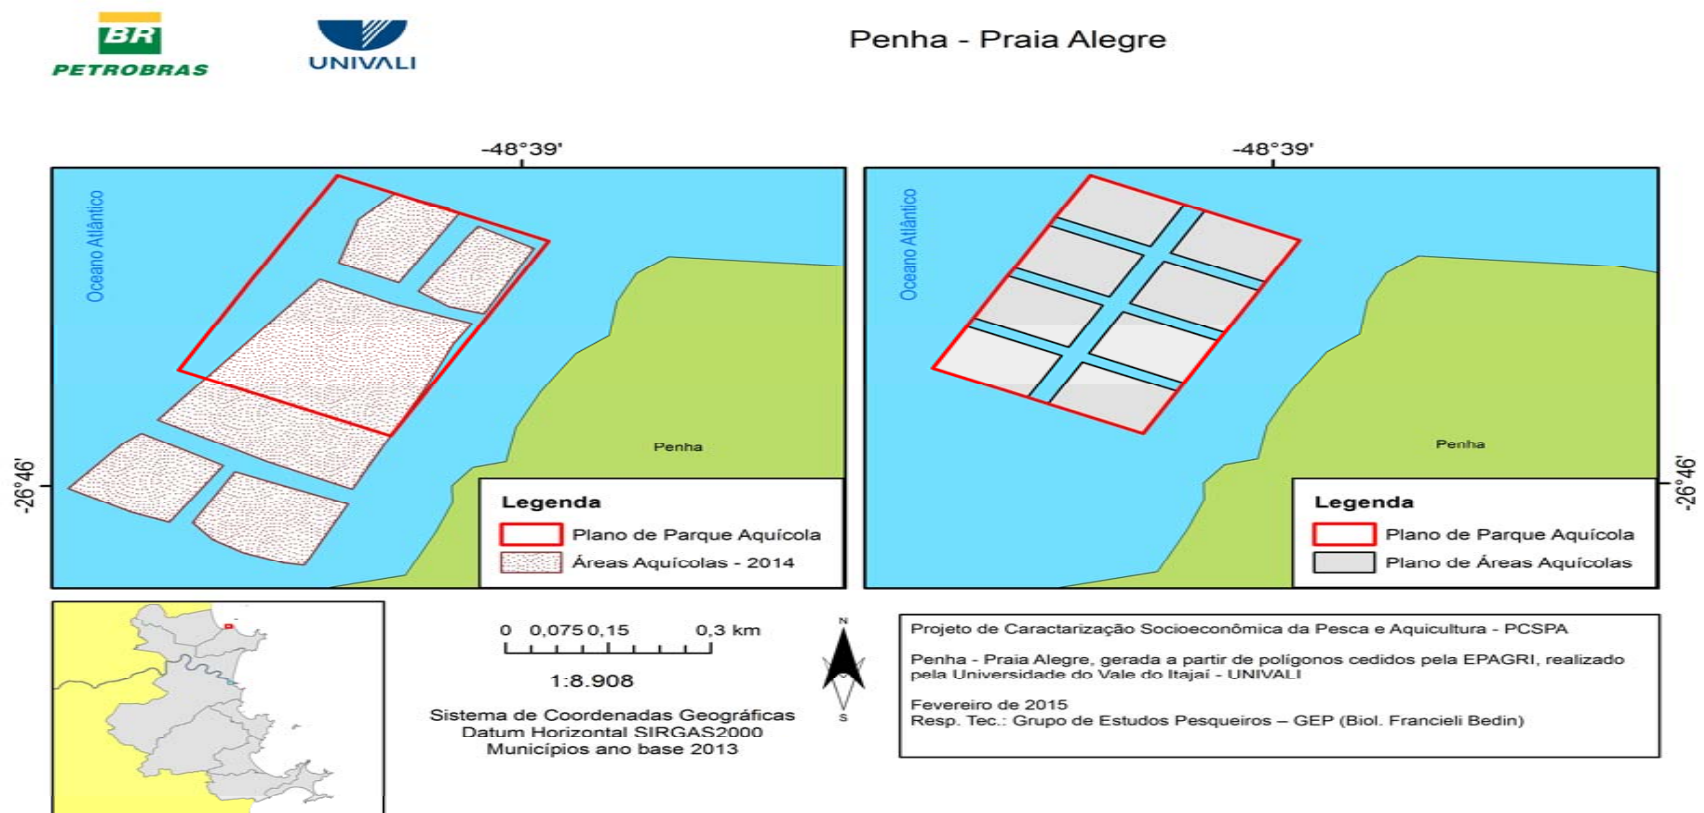 BR
PETROBRAS
UNIVALI
Penha - Praia Alegre
-48°39'
-48°39'
Oceano Atlântico
Oceano Atlântico
Penha
Penha
-26°46'
-26°46'
Legenda
Plano de Parque Aquícola
Áreas Aquícolas - 2014
Legenda
Plano de Parque Aquícola
Plano de Áreas Aquícolas
0 0,075 0,15 0,3 km
1:8.908
Sistema de Coordenadas Geográficas
Datum Horizontal SIRGAS2000
Municípios ano base 2013
N
S
Projeto de Caractarização Socioeconômica da Pesca e Aquicultura - PCSPA
Penha - Praia Alegre, gerada a partir de polígonos cedidos pela EPAGRI, realizado
pela Universidade do Vale do Itajaí - UNIVALI
Fevereiro de 2015
Resp. Tec.: Grupo de Estudos Pesqueiros – GEP (Biol. Francieli Bedin)